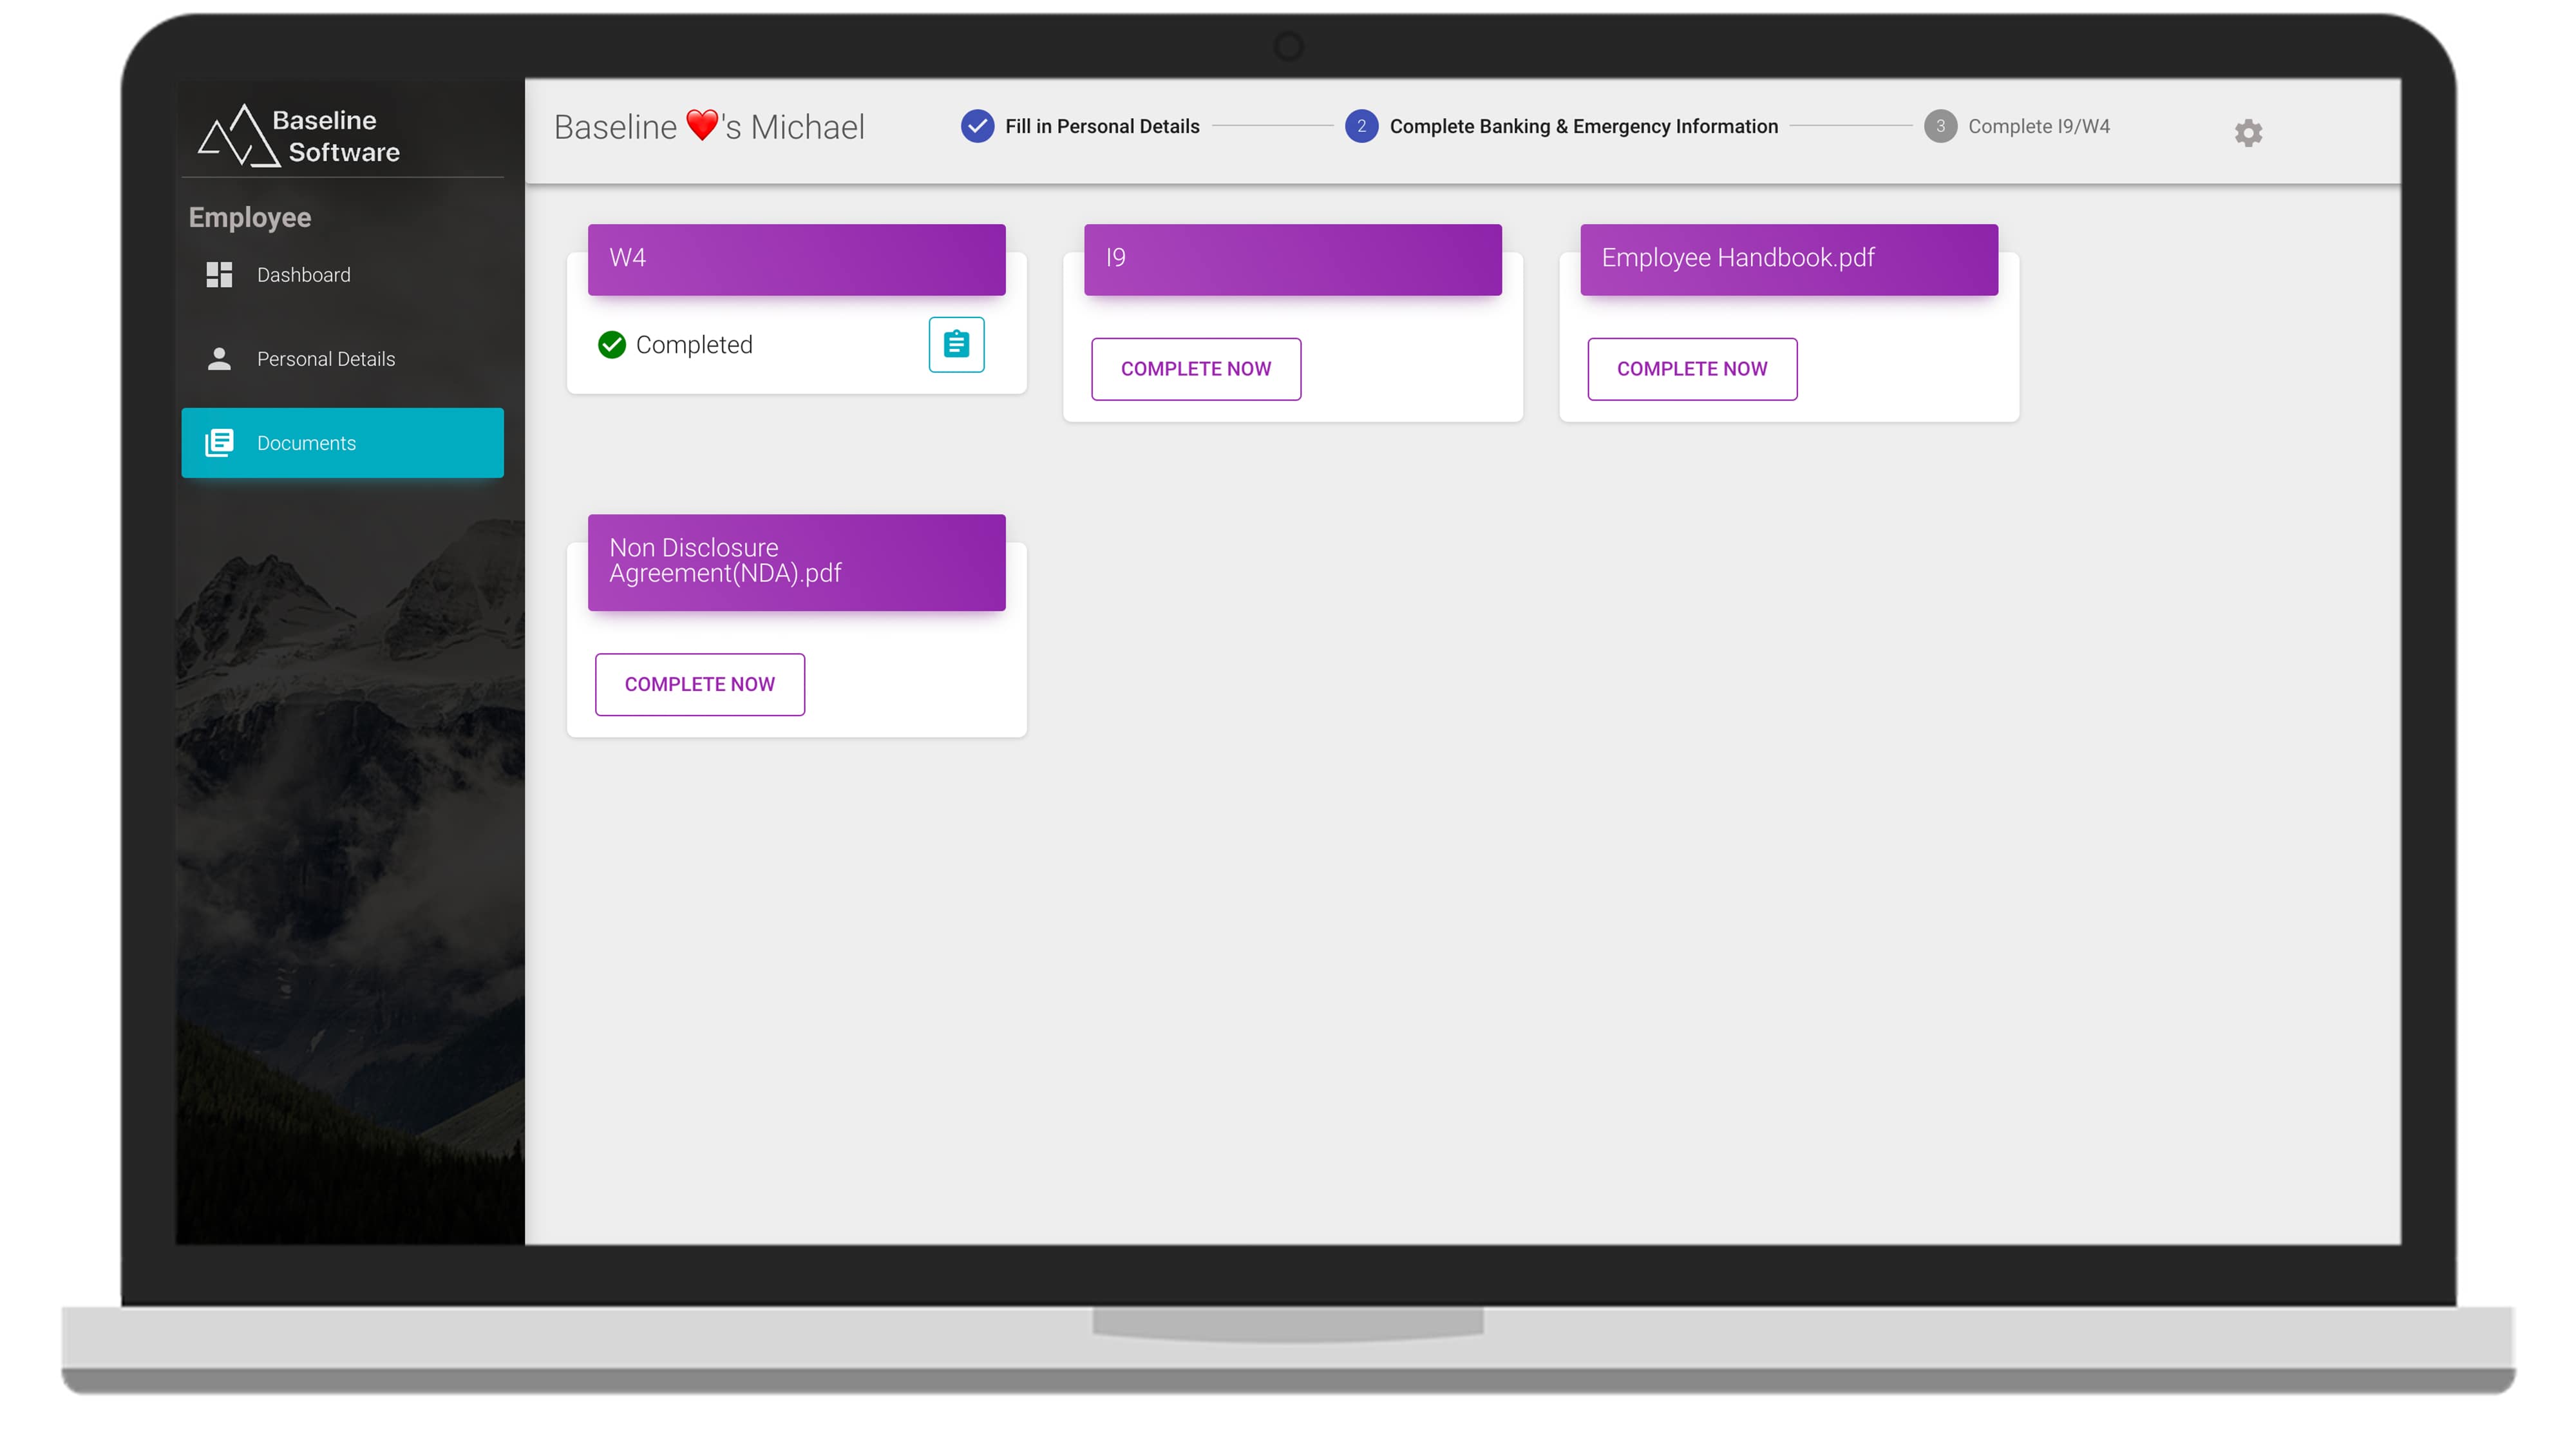 Baseline
Software
Employee
Dashboard
Personal Details
Documents
Baseline ❤️'s Michael
Fill in Personal Details
2 Complete Banking & Emergency Information
3 Complete I9/W4
W4
Completed
I9
COMPLETE NOW
Employee Handbook.pdf
COMPLETE NOW
Non Disclosure
Agreement(NDA).pdf
COMPLETE NOW